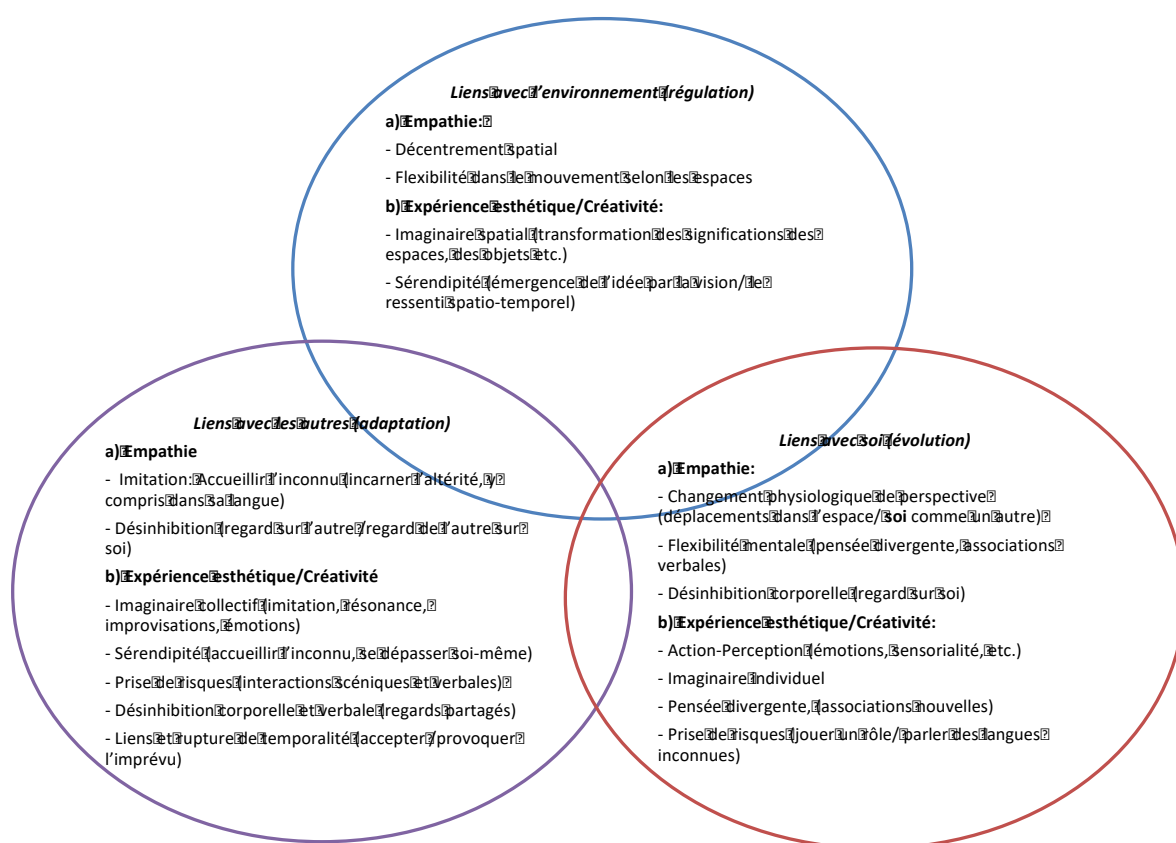 Liens avec l'environnement (régulation)
a) Empathie:
- Décentrement spatial
- Flexibilité dans le mouvement selon les espaces
b) Expérience esthétique/Créativité:
- Imaginaire spatial (transformation des significations des
espaces, des objets etc.)
- Sérendipité (émergence de l'idée par la vision/ le
ressenti spatio-temporel)
Liens avec les autres (adaptation)
a) Empathie
- Imitation: Accueillir l'inconnu (incarner l'altérité, y
compris dans sa langue)
- Désinhibition (regard sur l'autre /regard de l'autre sur
soi)
b) Expérience esthétique/Créativité
- Imaginaire collectif (imitation, résonance,
improvisations, émotions)
- Sérendipité (accueillir l'inconnu, se dépasser soi-même)
- Prise de risques (interactions scéniques et verbales)
- Désinhibition corporelle et verbale (regards partagés)
- Liens et rupture de temporalité (accepter /provoquer
l'imprévu)
Liens avec soi (évolution)
a) Empathie:
- Changement physiologique de perspective
(déplacements dans l'espace/ soi comme un autre)
- Flexibilité mentale (pensée divergente, associations
verbales)
- Désinhibition corporelle (regard sur soi)
b) Expérience esthétique/Créativité:
- Action-Perception (émotions, sensorialité, etc.)
- Imaginaire individuel
- Pensée divergente, (associations nouvelles)
- Prise de risques (jouer un rôle/ parler des langues
inconnues)